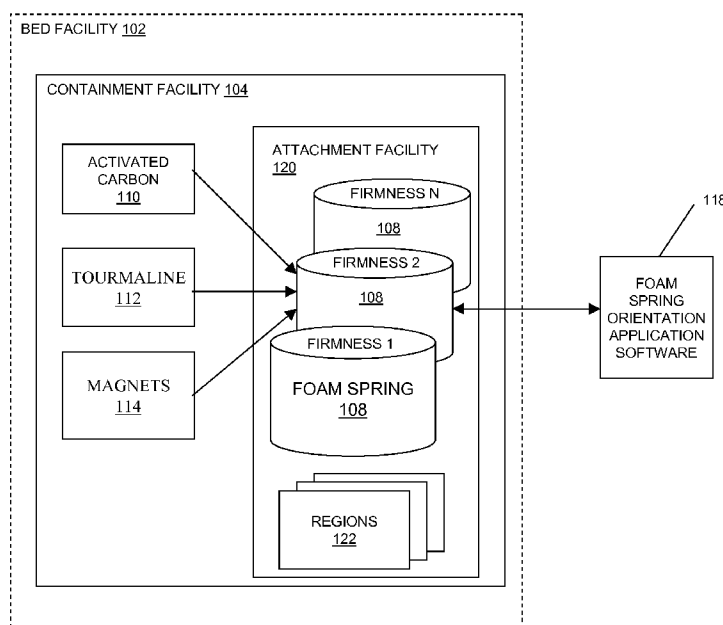 BED FACILITY 102
CONTAINMENT FACILITY 104
ACTIVATED
CARBON
110
TOURMALINE
112
MAGNETS
114
ATTACHMENT FACILITY
120
FIRMNESS N
108
FIRMNESS 2
108
FIRMNESS 1
FOAM SPRING
108
REGIONS
122
118
FOAM
SPRING
ORIENTATION
APPLICATION
SOFTWARE